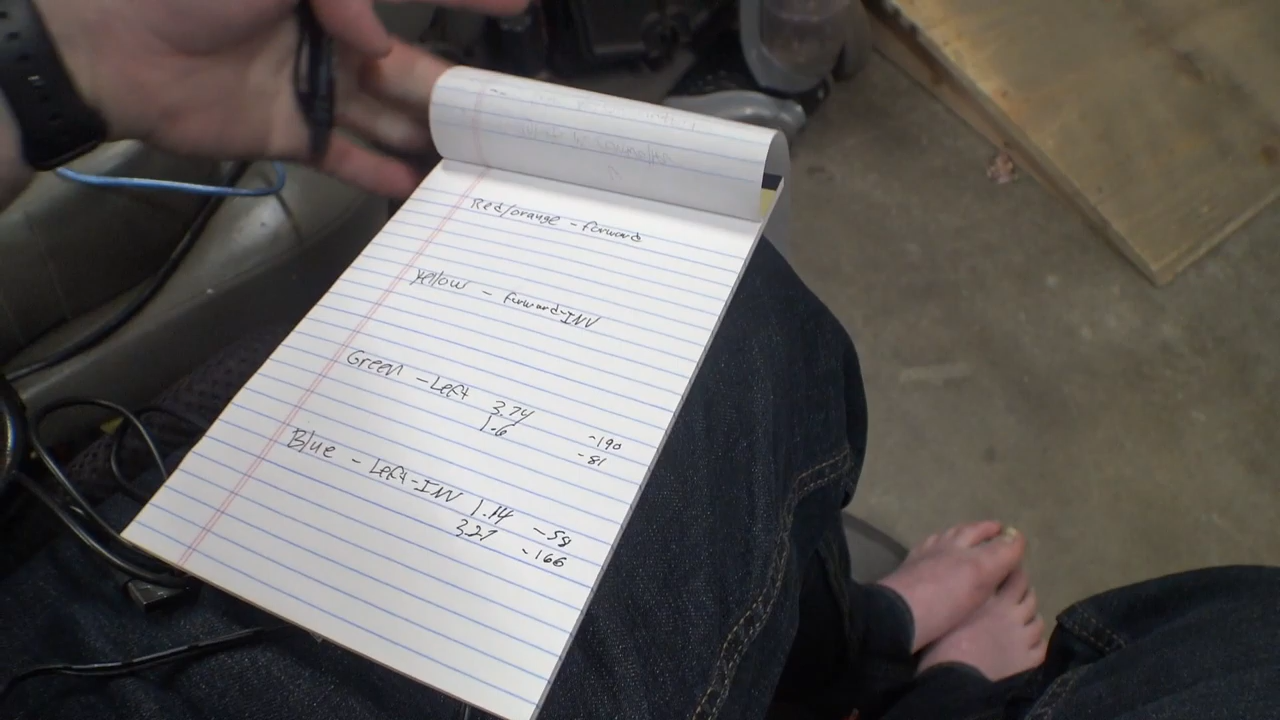 Red/orange - forward
Yellow - forward-INV
Green - Left 3.74 -190
1.6 -81
Blue - Left-INV 1.14 -58
3.27 -166